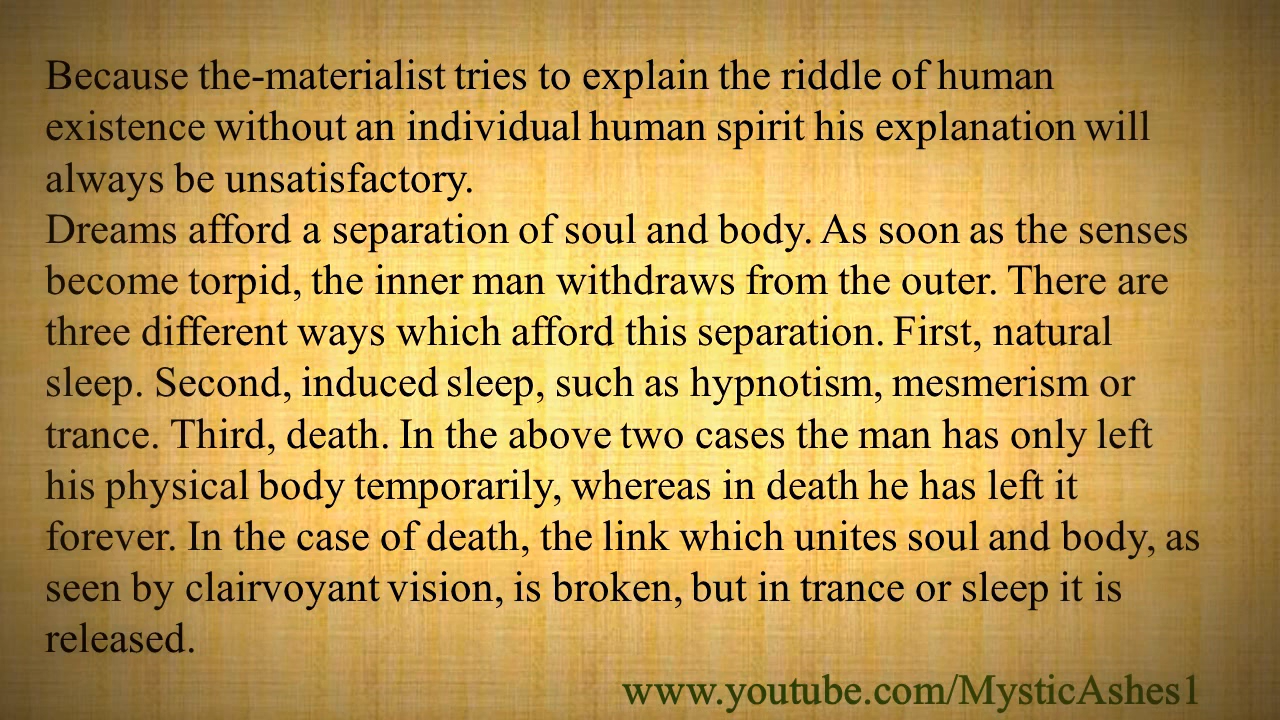 Because the-materialist tries to explain the riddle of human
existence without an individual human spirit his explanation will
always be unsatisfactory.
Dreams afford a separation of soul and body. As soon as the senses
become torpid, the inner man withdraws from the outer. There are
three different ways which afford this separation. First, natural
sleep. Second, induced sleep, such as hypnotism, mesmerism or
trance. Third, death. In the above two cases the man has only left
his physical body temporarily, whereas in death he has left it
forever. In the case of death, the link which unites soul and body, as
seen by clairvoyant vision, is broken, but in trance or sleep it is
released.
www.youtube.com/MysticAshes1